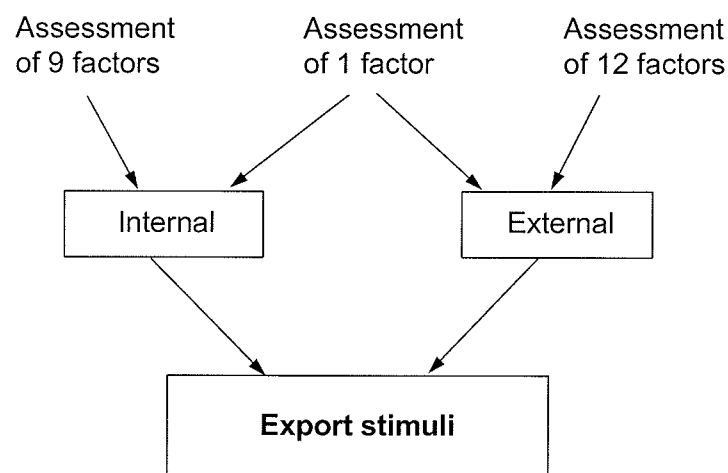 Assessment
of 9 factors
Assessment
of 1 factor
Assessment
of 12 factors
Internal
External
Export stimuli